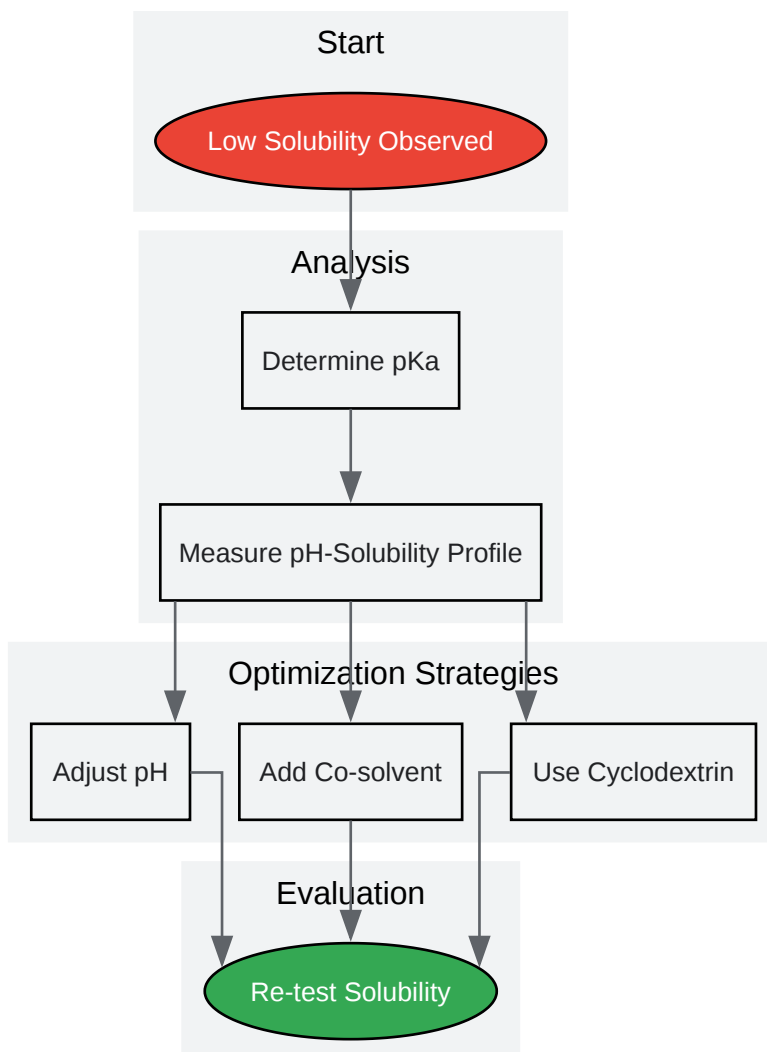 Start
Low Solubility Observed
Analysis
Determine pKa
Measure pH-Solubility Profile
Optimization Strategies
Adjust pH
Add Co-solvent
Use Cyclodextrin
Evaluation
Re-test Solubility